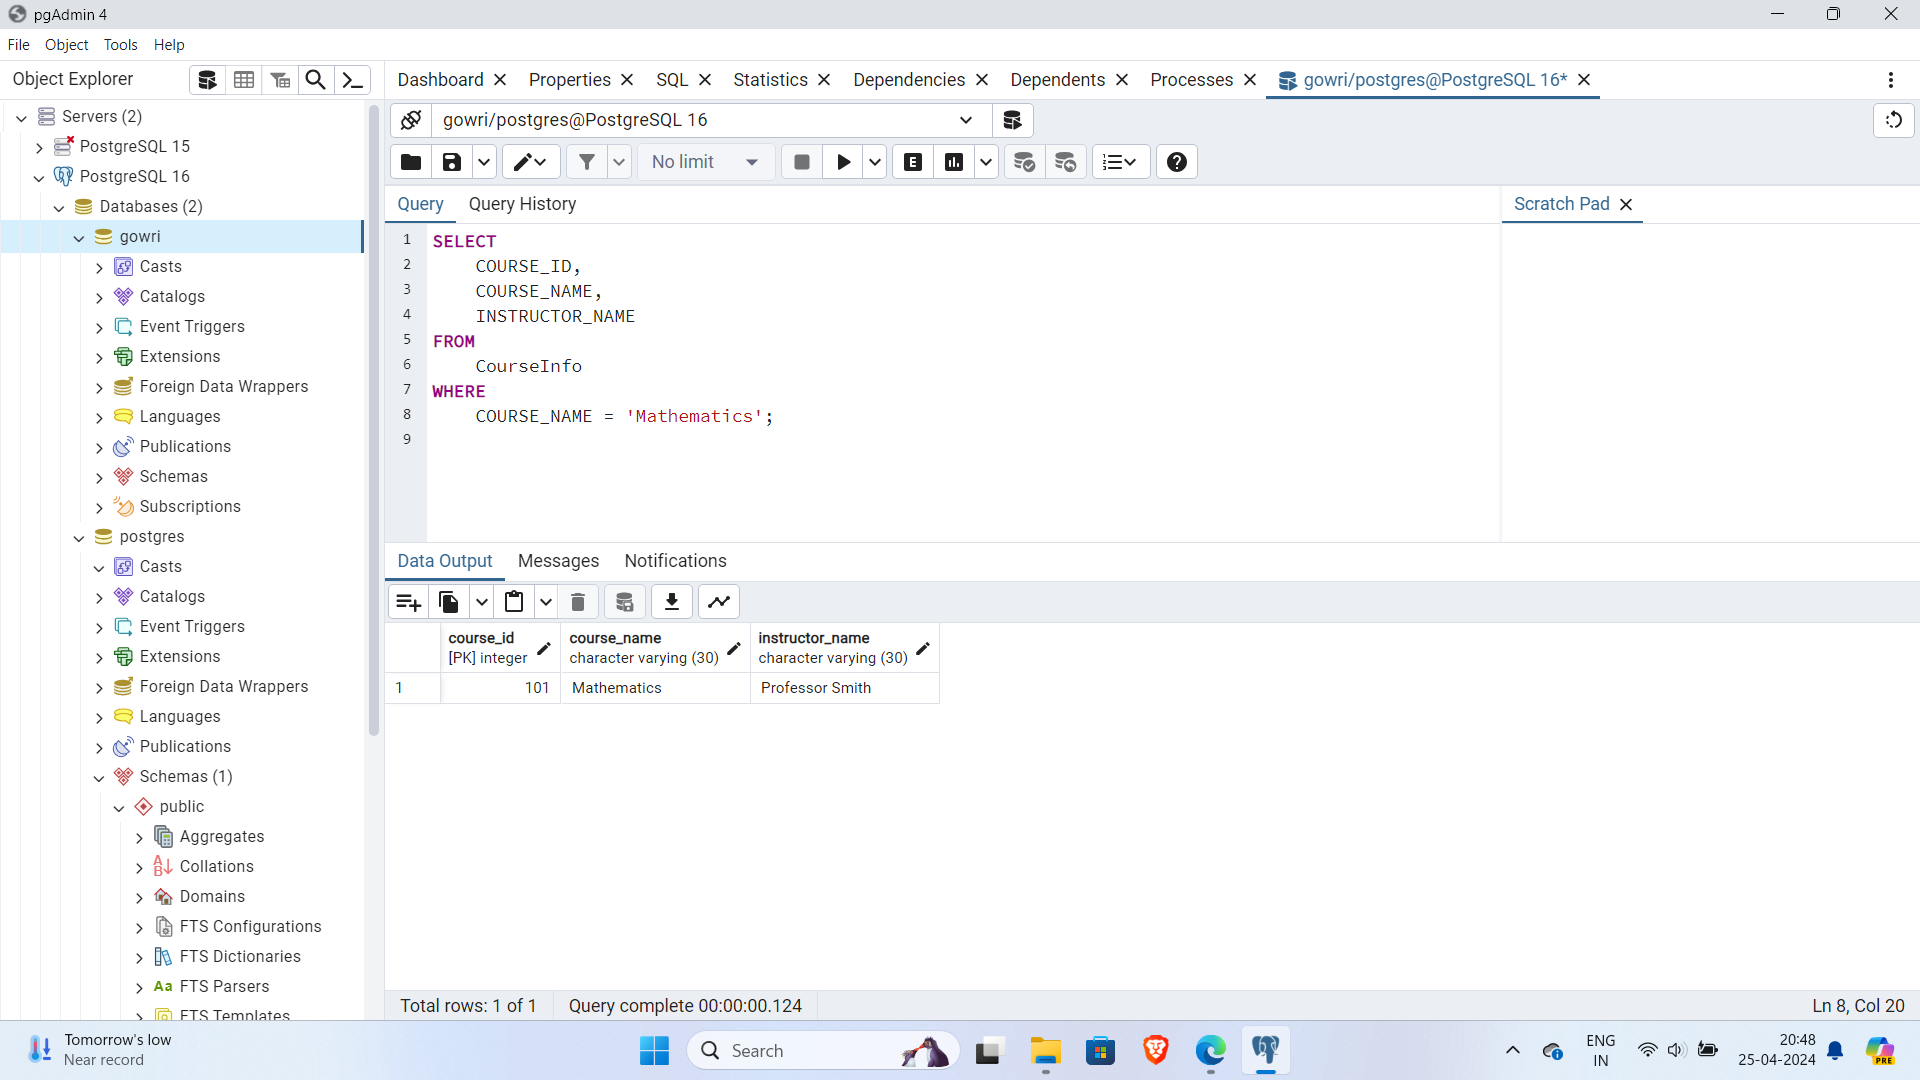 pgAdmin 4
File Object Tools Help
Object Explorer
Dashboard Properties SQL Statistics Dependencies Dependents Processes gowri/postgres@PostgreSQL 16*
Servers (2)
PostgreSQL 15
PostgreSQL 16
Databases (2)
gowri
Casts
Catalogs
Event Triggers
Extensions
Foreign Data Wrappers
Languages
Publications
Schemas
Subscriptions
postgres
Casts
Catalogs
Event Triggers
Extensions
Foreign Data Wrappers
Languages
Publications
Schemas (1)
public
Aggregates
Collations
Domains
FTS Configurations
FTS Dictionaries
Aa FTS Parsers
FTS Templates
gowri/postgres@PostgreSQL 16
No limit
E
Query Query History
Scratch Pad
1 SELECT
2 COURSE_ID,
3 COURSE_NAME,
4 INSTRUCTOR_NAME
5 FROM
6 CourseInfo
7 WHERE
8 COURSE_NAME = 'Mathematics';
9
Data Output Messages Notifications
course_id course_name instructor_name
[PK] integer character varying (30) character varying (30)
1 101 Mathematics Professor Smith
Total rows: 1 of 1 Query complete 00:00:00.124 Ln 8, Col 20
Tomorrow's low
Near record
Search
ENG
IN
20:48
25-04-2024
PRE